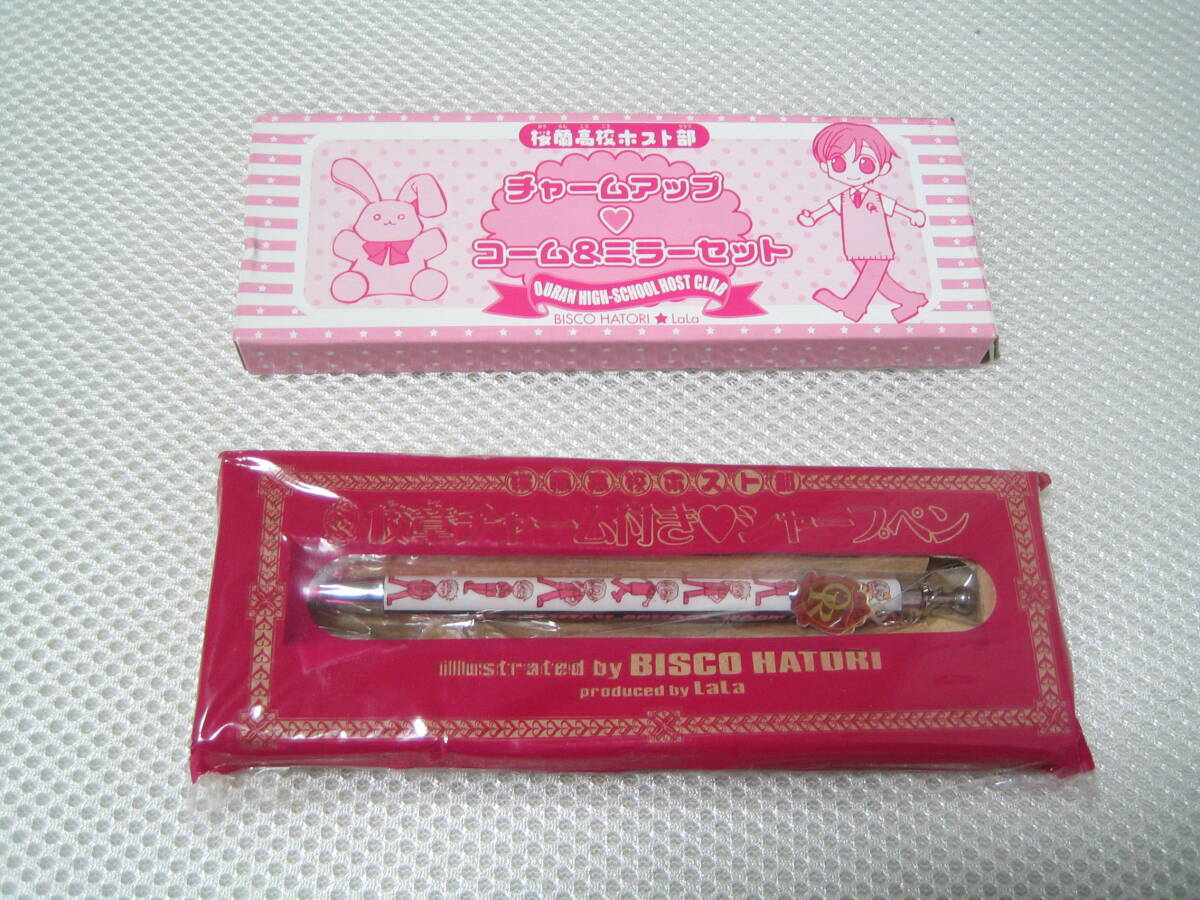 桜蘭高校ホスト部
チャームアップ
♡
コーム&ミラーセット
OURAN HIGH-SCHOOL HOST CLUB
BISCO HATORI ★ LaLa
桜蘭高校ホスト部
校章チャーム付き♥シャープペン
illustrated by BISCO HATORI
produced by LaLa